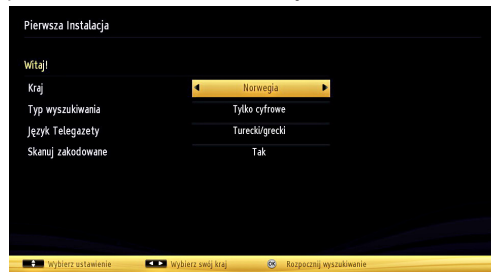 Pierwsza Instalacja
Witaj!
Kraj Norwegia
Typ wyszukiwania Tylko cyfrowe
Język Telegazety Turecki/grecki
Skanuj zakodowane Tak
Wybierz ustawienie Wybierz swój kraj OK Rozpocznij wyszukiwanie